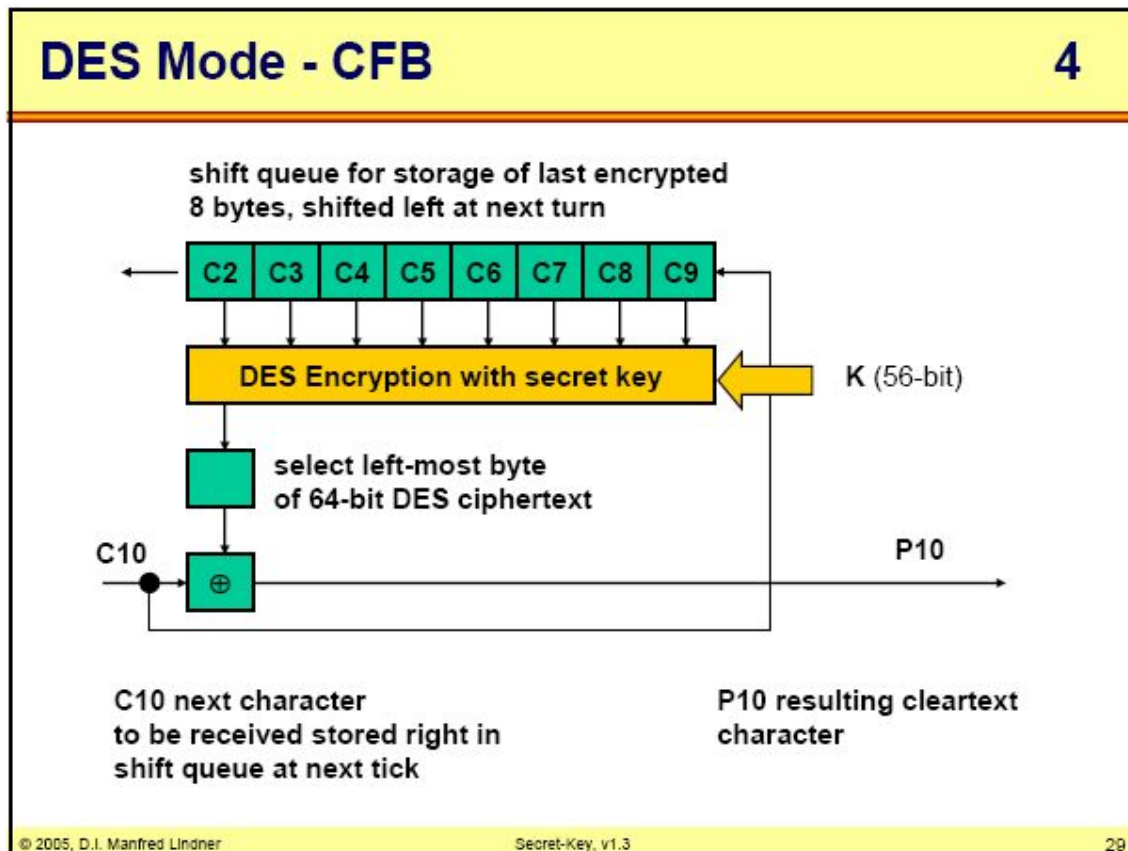 DES Mode - CFB 4
shift queue for storage of last encrypted
8 bytes, shifted left at next turn
C2 C3 C4 C5 C6 C7 C8 C9
DES Encryption with secret key
K (56-bit)
select left-most byte
of 64-bit DES ciphertext
C10
P10
⊕
C10 next character
to be received stored right in
shift queue at next tick
P10 resulting cleartext
character
© 2005, D.I. Manfred Lindner Secret-Key, v1.3 29